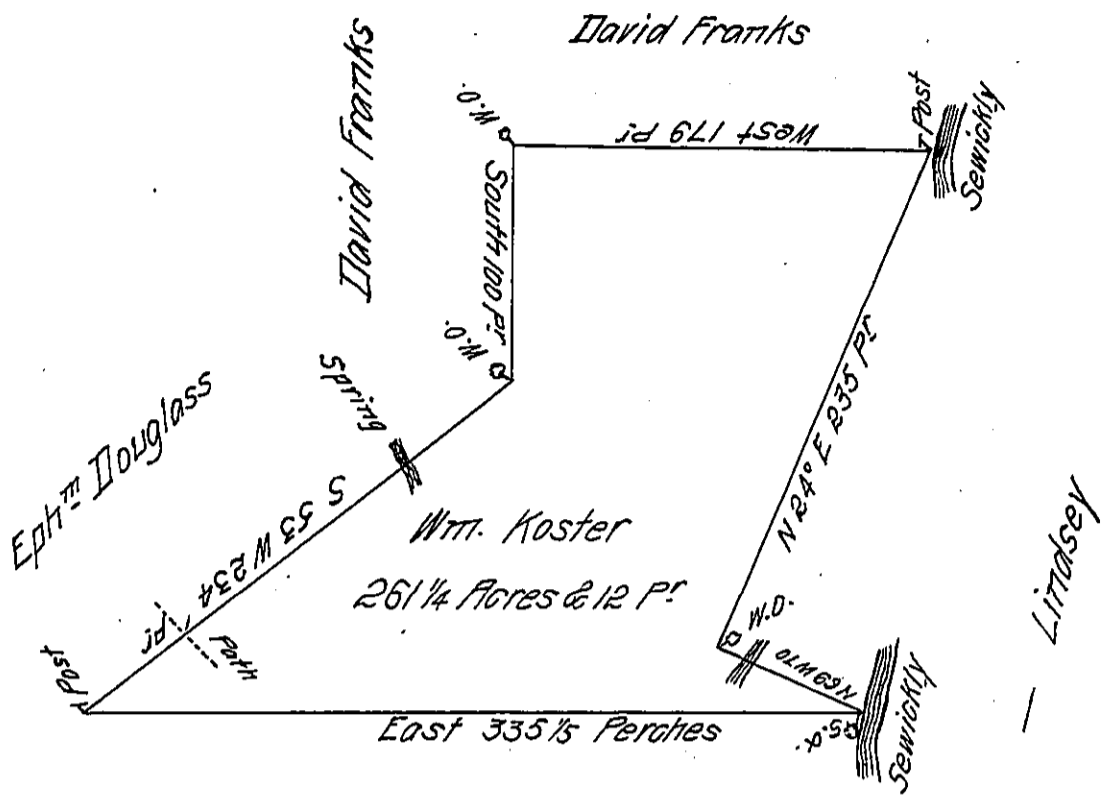 David Franks
David Franks
W.O.
West 179 Pr
Post
Sewickly
South 100 Pr
W.O.
Spring
Eph.m Douglass
S 53 W 234 Pr
N 24° E 235 Pr
Wm. Koster
261 1/4 Acres & 12 Pr
Path
Post
W.O.
N 69 W 70
Lindsey
East 335 1/5 Perches
Sewickly